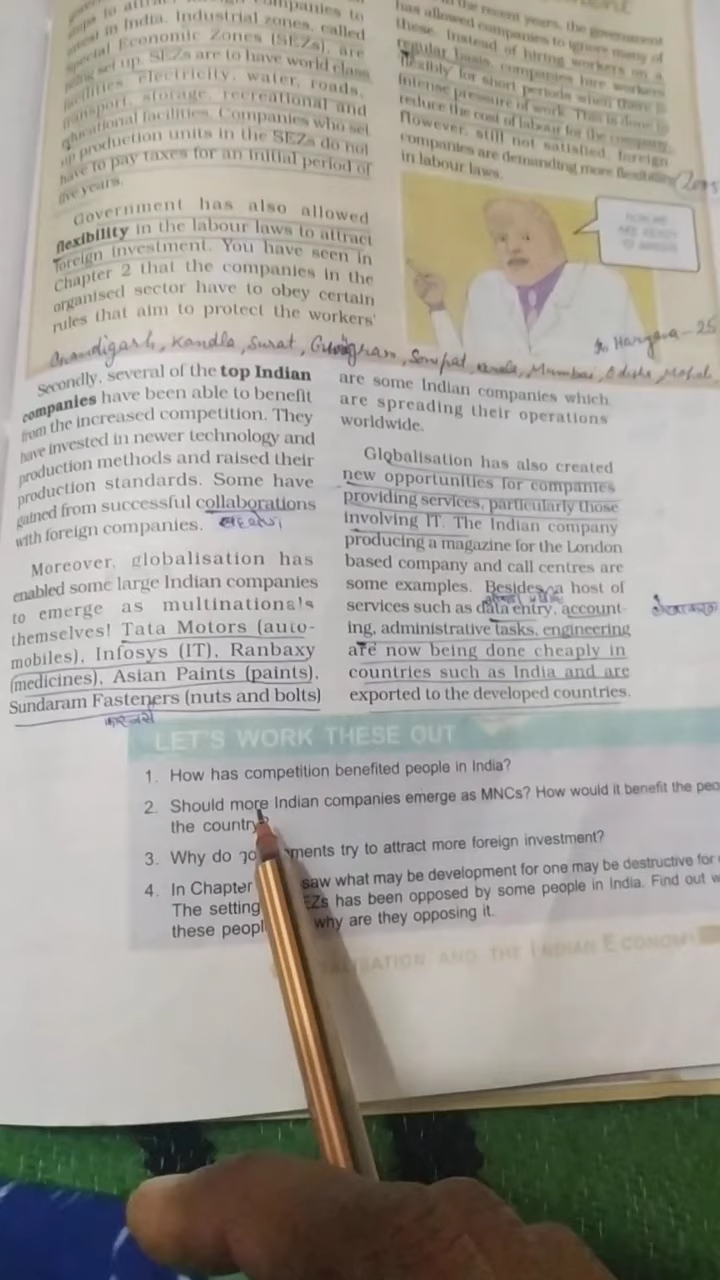 invest in India. Industrial zones, called
Special Economic Zones (SEZs), are
being set up. SEZs are to have world class
facilities electricity, water, roads,
transport, storage, recreational and
educational facilities. Companies who set
up production units in the SEZs do not
have to pay taxes for an initial period of
five years.
Government has also allowed
flexibility in the labour laws to attract
foreign investment. You have seen in
Chapter 2 that the companies in the
organised sector have to obey certain
rules that aim to protect the workers'
the recent years, the government
has allowed companies to ignore many of
these. Instead of hiring workers on a
regular basis, companies hire workers
flexibly for short periods when there is
intense pressure of work. This is done to
reduce the cost of labour for the company.
However, still not satisfied, foreign
companies are demanding more flexibility
in labour laws.
NOW WE
ARE READY
TO
Haryana - 25
Chandigarh, Kandla, Surat, Mumbai, Odisha
Secondly, several of the top Indian
companies have been able to benefit
from the increased competition. They
have invested in newer technology and
production methods and raised their
production standards. Some have
gained from successful collaborations
with foreign companies.
Moreover, globalisation has
enabled some large Indian companies
to emerge as multinationals
themselves! Tata Motors (auto-
mobiles), Infosys (IT), Ranbaxy
(medicines), Asian Paints (paints),
Sundaram Fasteners (nuts and bolts)
are some Indian companies which
are spreading their operations
worldwide.
Globalisation has also created
new opportunities for companies
providing services, particularly those
involving IT. The Indian company
producing a magazine for the London
based company and call centres are
some examples. Besides, a host of
services such as data entry, account-
ing, administrative tasks, engineering
are now being done cheaply in
countries such as India and are
exported to the developed countries.
LET'S WORK THESE OUT
1. How has competition benefited people in India?
2. Should more Indian companies emerge as MNCs? How would it benefit the
the country
3. Why do ments try to attract more foreign investment?
4. In Chapter saw what may be development for one may be destructive for
The setting EZs has been opposed by some people in India. Find out
these peopl why are they opposing it.
ALISATION AND THE INDIAN ECONOMY